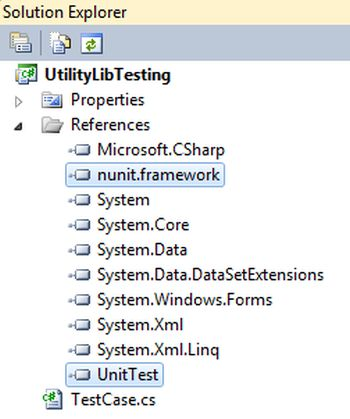 Solution Explorer
UtilityLibTesting
Properties
References
Microsoft.CSharp
nunit.framework
System
System.Core
System.Data
System.Data.DataSetExtensions
System.Windows.Forms
System.Xml
System.Xml.Linq
UnitTest
TestCase.cs